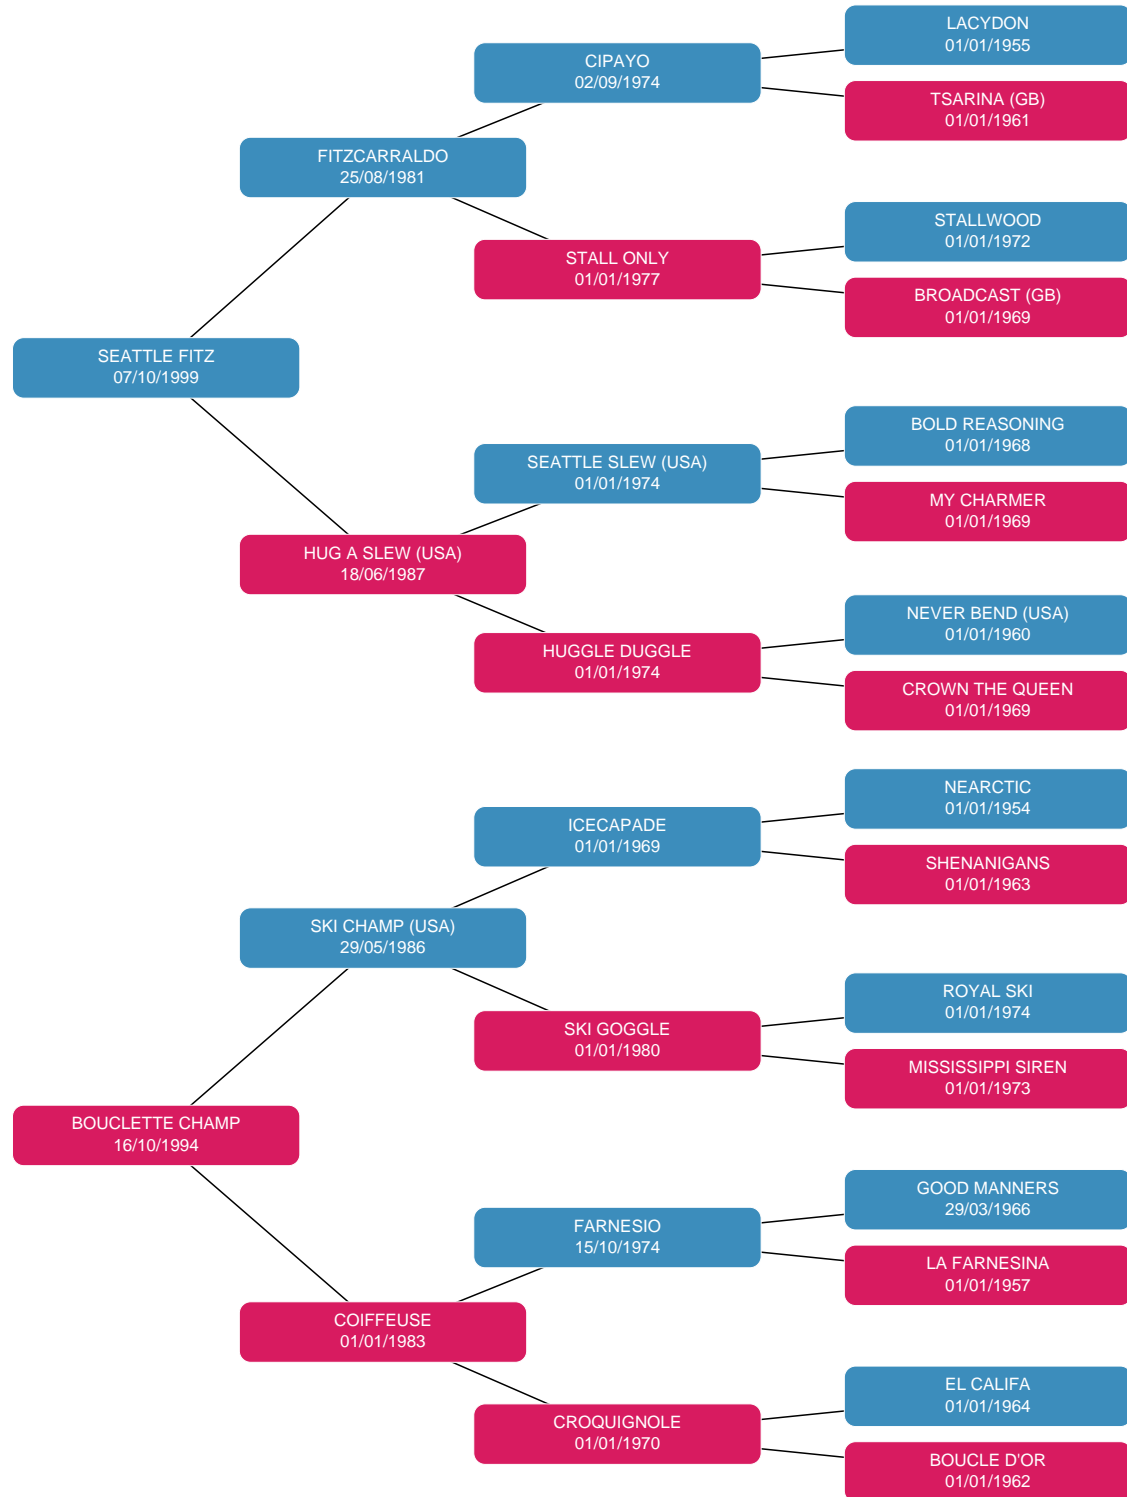 LACYDON
01/01/1955
CIPAYO
02/09/1974
TSARINA (GB)
01/01/1961
FITZCARRALDO
25/08/1981
STALLWOOD
01/01/1972
STALL ONLY
01/01/1977
BROADCAST (GB)
01/01/1969
SEATTLE FITZ
07/10/1999
BOLD REASONING
01/01/1968
SEATTLE SLEW (USA)
01/01/1974
MY CHARMER
01/01/1969
HUG A SLEW (USA)
18/06/1987
NEVER BEND (USA)
01/01/1960
HUGGLE DUGGLE
01/01/1974
CROWN THE QUEEN
01/01/1969
NEARCTIC
01/01/1954
ICECAPADE
01/01/1969
SHENANIGANS
01/01/1963
SKI CHAMP (USA)
29/05/1986
ROYAL SKI
01/01/1974
SKI GOGGLE
01/01/1980
MISSISSIPPI SIREN
01/01/1973
BOUCLETTE CHAMP
16/10/1994
GOOD MANNERS
29/03/1966
FARNESIO
15/10/1974
LA FARNESINA
01/01/1957
COIFFEUSE
01/01/1983
EL CALIFA
01/01/1964
CROQUIGNOLE
01/01/1970
BOUCLE D'OR
01/01/1962